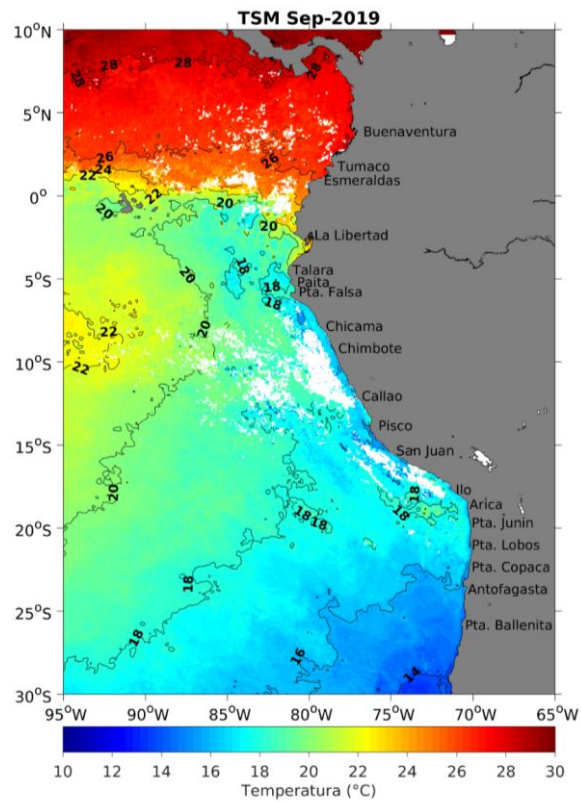 TSM Sep-2019
10°N
5°N
0°
5°S
10°S
15°S
20°S
25°S
30°S
28
28
28
28
26
26
24
22
22
20
20
20
Buenaventura
Tumaco
Esmeraldas
La Libertad
Talara
Paita
Pta. Falsa
Chicama
Chimbote
Callao
Pisco
San Juan
Ilo
Arica
Pta. Junin
Pta. Lobos
Pta. Copaca
Antofagasta
Pta. Ballenita
20
18
18
18
20
22
22
20
18
18
18
18
18
18
16
14
95°W
90°W
85°W
80°W
75°W
70°W
65°W
10
12
14
16
18
20
22
24
26
28
30
Temperatura (°C)